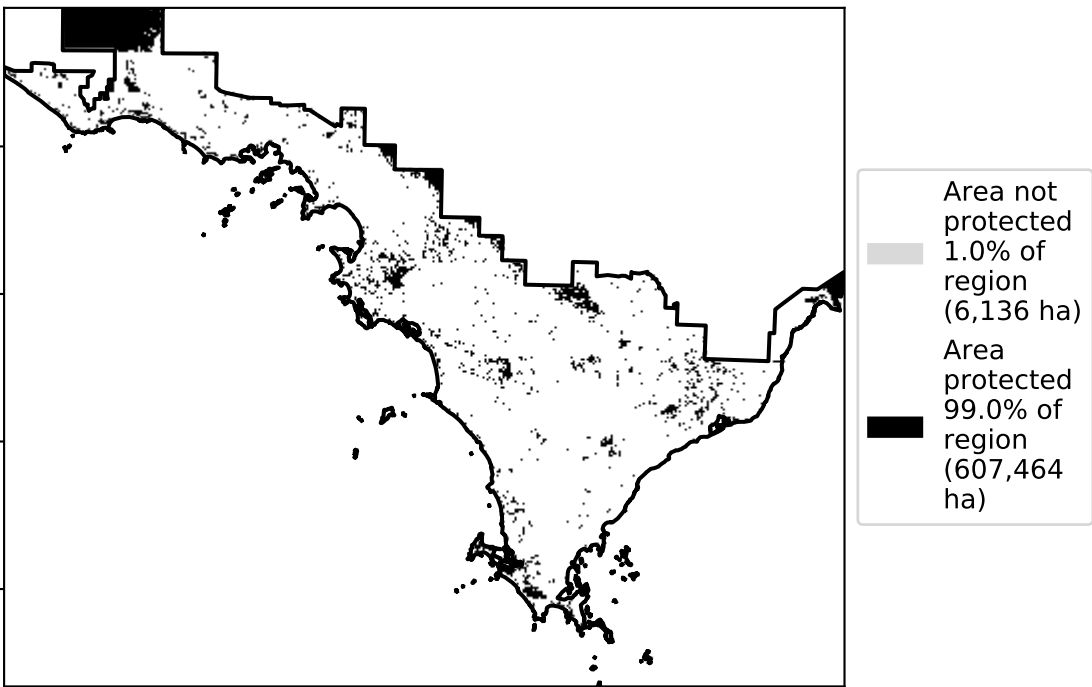 Area not
protected
1.0% of
region
(6,136 ha)
Area
protected
99.0% of
region
(607,464
ha)